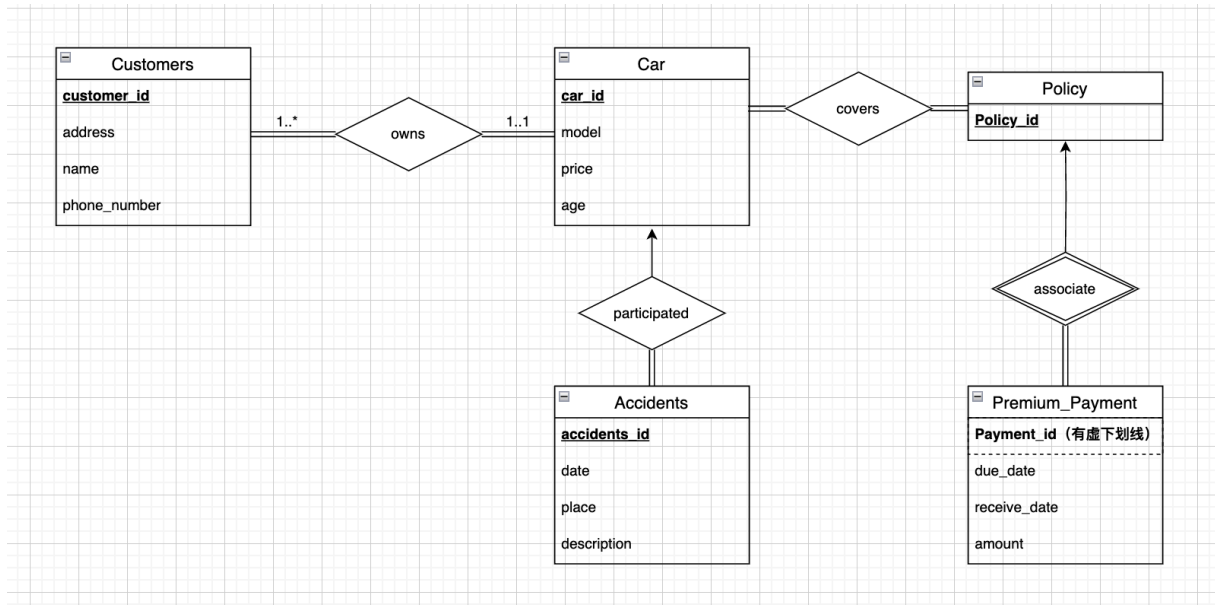 Customers
customer_id
address
name
phone_number
1..*
owns
1..1
Car
car_id
model
price
age
covers
Policy
Policy_id
participated
associate
Accidents
accidents_id
date
place
description
Premium_Payment
Payment_id（有虚下划线）
due_date
receive_date
amount